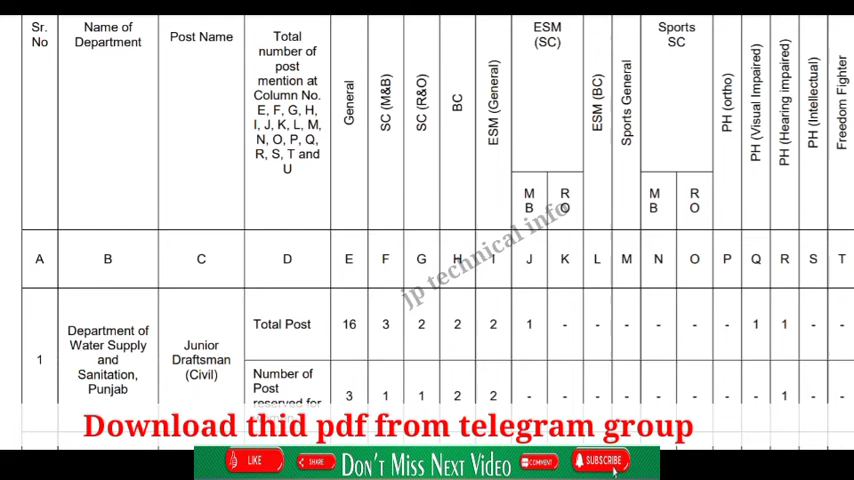 Sr. No
Name of Department
Post Name
Total number of post mention at Column No. E, F, G, H, I, J, K, L, M, N, O, P, Q, R, S, T and U
General
SC (M&B)
SC (R&O)
BC
ESM (General)
ESM (SC)
M B
R O
ESM (BC)
Sports General
Sports SC
M B
R O
PH (ortho)
PH (Visual Impaired)
PH (Hearing impaired)
PH (Intellectual)
Freedom Fighter
A B C D E F G H I J K L M N O P Q R S T
1
Department of Water Supply and Sanitation, Punjab
Junior Draftsman (Civil)
Total Post 16 3 2 2 2 1 - - - - - - 1 1 - -
Number of Post reserved for 3 1 1 2 2 - - - - - - - - 1 - -
jp technical info
Download thid pdf from telegram group
LIKE
SHARE
DON'T MISS NEXT VIDEO
COMMENT
SUBSCRIBE